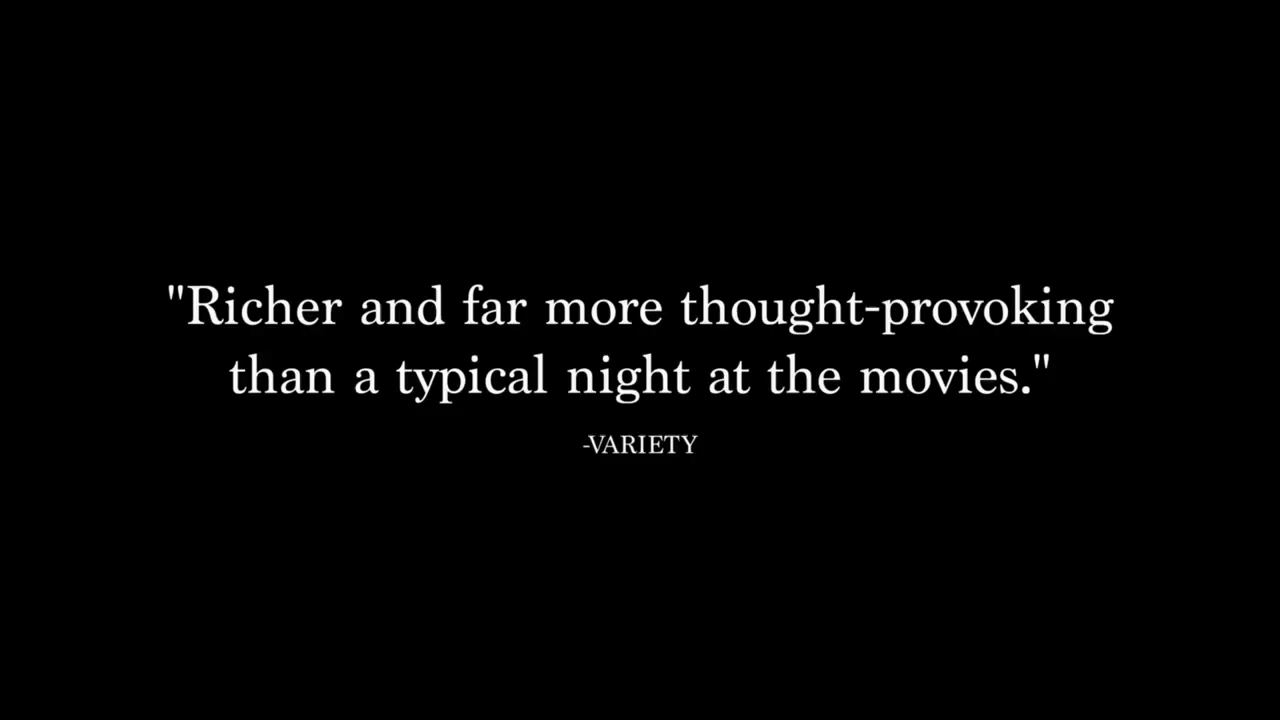 "Richer and far more thought-provoking
than a typical night at the movies."
-VARIETY